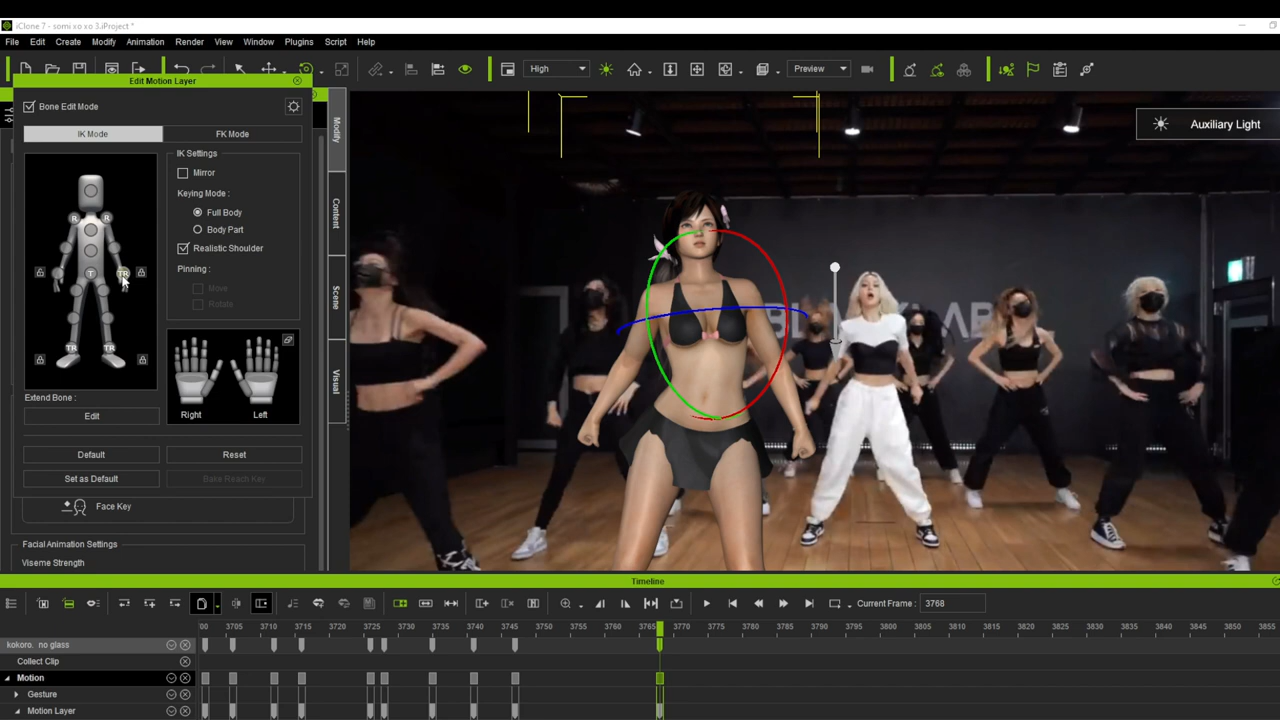 iClone 7 - somi xo xo 3.iProject *
File Edit Create Modify Animation Render View Window Plugins Script Help
High Preview
Edit Motion Layer
Bone Edit Mode
IK Mode FK Mode
IK Settings
Mirror
Keying Mode :
Full Body
Body Part
Realistic Shoulder
Pinning :
Move
Rotate
R R
T TR
TR TR
Right Left
Extend Bone :
Edit
Default Reset
Set as Default Bake Reach Key
Face Key
Facial Animation Settings
Viseme Strength
Modify
Content
Scene
Visual
Auxiliary Light
Timeline
Current Frame : 3768
00 3705 3710 3715 3720 3725 3730 3735 3740 3745 3750 3755 3760 3765 3770 3775 3780 3785 3790 3795 3800 3805 3810 3815 3820 3825 3830 3835 3840 3845 3850 3855
kokoro. no glass
Collect Clip
Motion
Gesture
Motion Layer